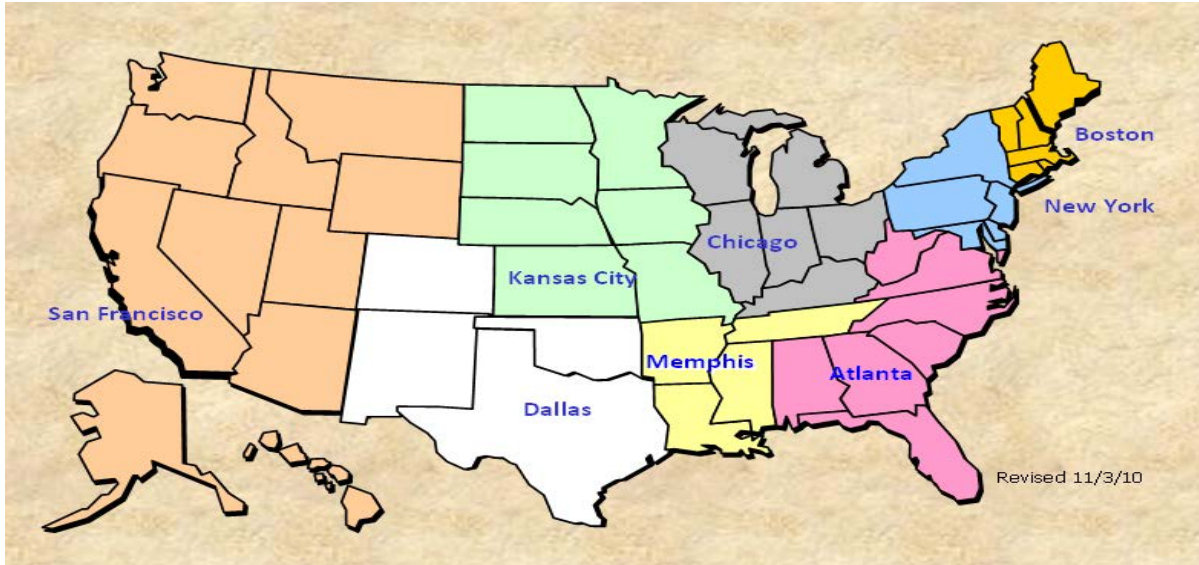 Boston
New York
Chicago
Kansas City
San Francisco
Memphis
Atlanta
Dallas
Revised 11/3/10